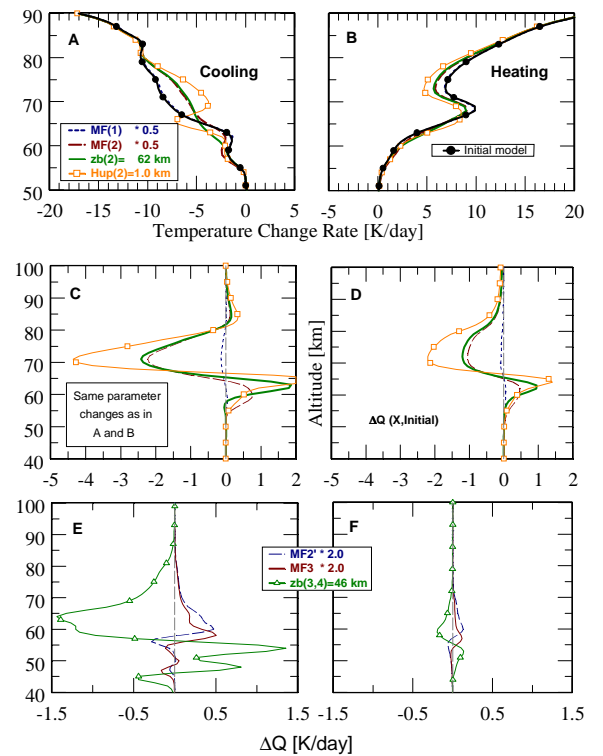 90
80
70
60
50
A
Cooling
MF(1) * 0.5
MF(2) * 0.5
zb(2)= 62 km
Hup(2)=1.0 km
-20 -15 -10 -5 0 5
B
Heating
Initial model
-5 0 5 10 15 20
Temperature Change Rate [K/day]
100
90
80
70
60
50
40
C
Same parameter
changes as in
A and B
-5 -4 -3 -2 -1 0 1 2
Altitude [km]
D
ΔQ (X,Initial)
-5 -4 -3 -2 -1 0 1 2
100
90
80
70
60
50
40
E
MF2' * 2.0
MF3 * 2.0
zb(3,4)=46 km
-1.5 -0.5 0.5 1.5
F
-1.5 -0.5 0.5 1.5
ΔQ [K/day]